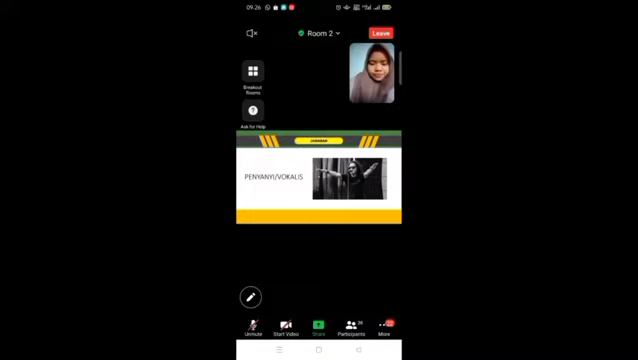 09.26
Room 2
Leave
Breakout
Rooms
Ask for Help
JAWABAN
PENYANYI/VOKALIS
Unmute
Start Video
Share
Participants
More